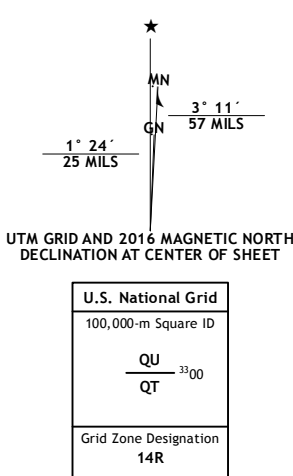 ★
MN
3° 11´
57 MILS
GN
1° 24´
25 MILS
UTM GRID AND 2016 MAGNETIC NORTH
DECLINATION AT CENTER OF SHEET
U.S. National Grid
100,000-m Square ID
QU
³³00
QT
Grid Zone Designation
14R